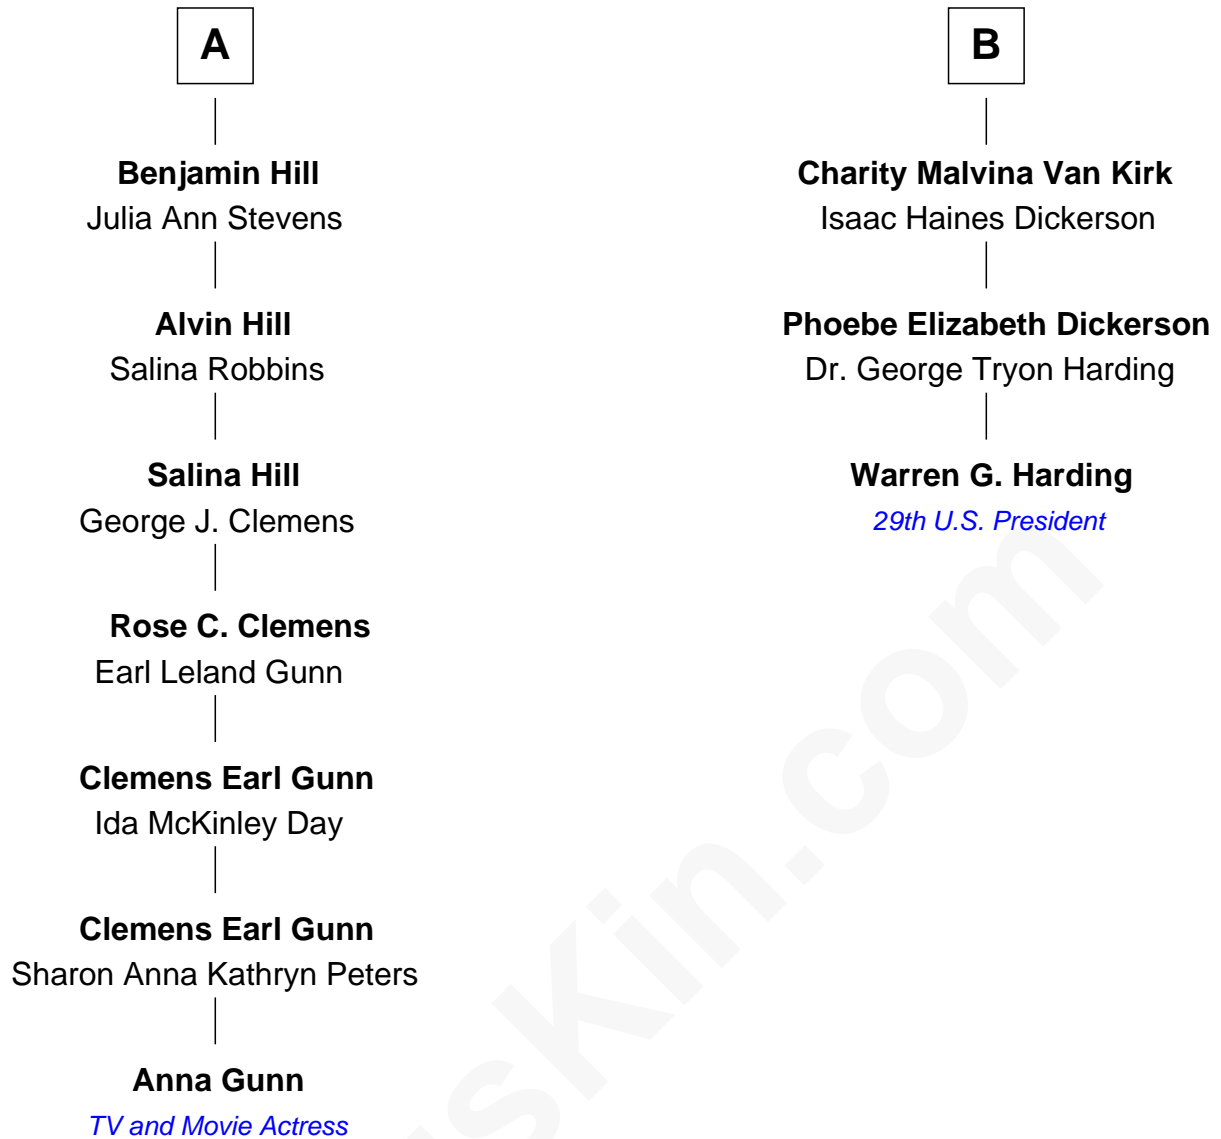 A
Benjamin Hill
Julia Ann Stevens
Alvin Hill
Salina Robbins
Salina Hill
George J. Clemens
Rose C. Clemens
Earl Leland Gunn
Clemens Earl Gunn
Ida McKinley Day
Clemens Earl Gunn
Sharon Anna Kathryn Peters
Anna Gunn
TV and Movie Actress
B
Charity Malvina Van Kirk
Isaac Haines Dickerson
Phoebe Elizabeth Dickerson
Dr. George Tryon Harding
Warren G. Harding
29th U.S. President
sKin.com